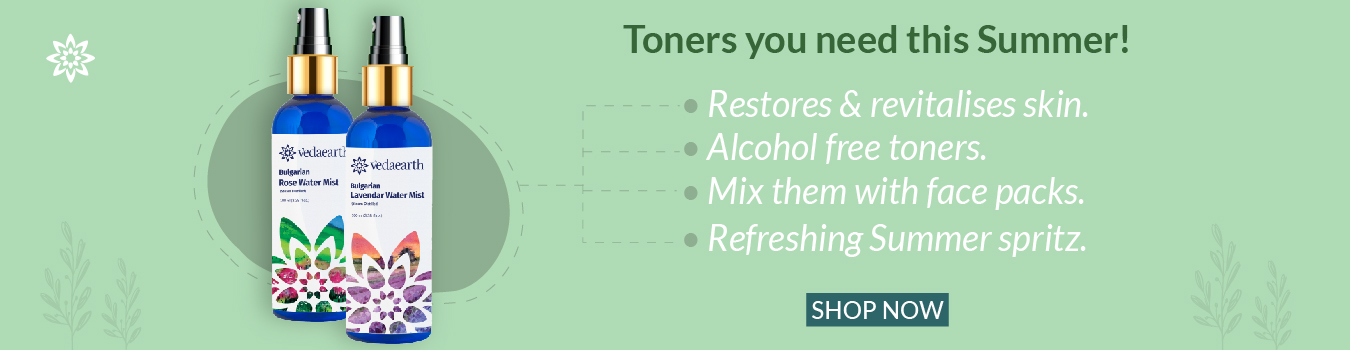 Toners you need this Summer!
Restores & revitalises skin.
Alcohol free toners.
Mix them with face packs.
Refreshing Summer spritz.
SHOP NOW
vedaearth
Bulgarian
Rose Water Mist
vedaearth
Bulgarian
Lavendar Water Mist